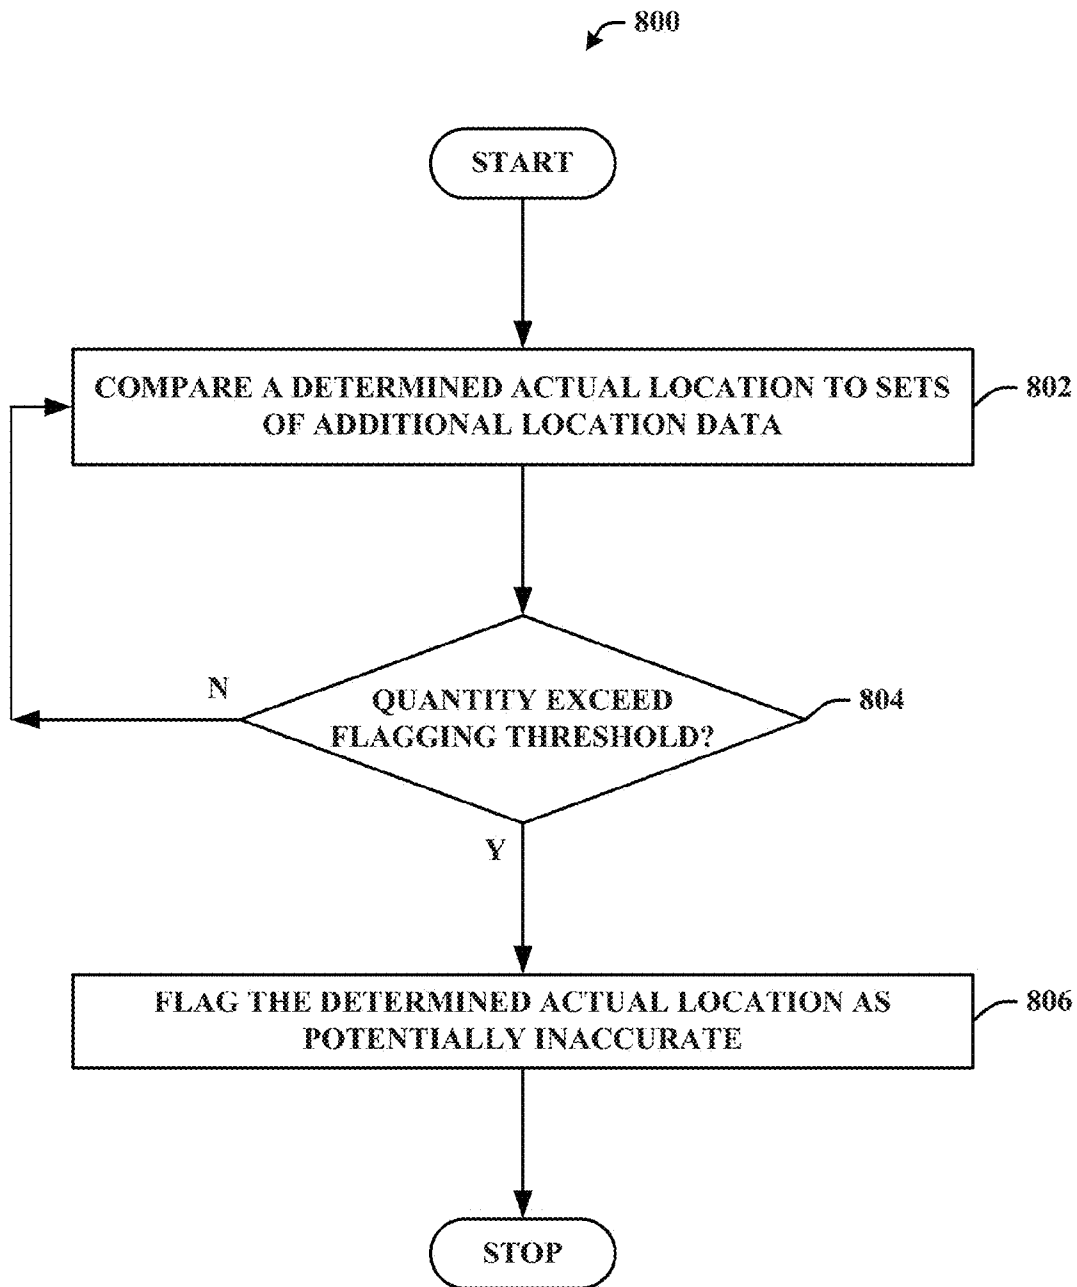 800
START
COMPARE A DETERMINED ACTUAL LOCATION TO SETS
OF ADDITIONAL LOCATION DATA
802
N
QUANTITY EXCEED
FLAGGING THRESHOLD?
804
Y
FLAG THE DETERMINED ACTUAL LOCATION AS
POTENTIALLY INACCURATE
806
STOP